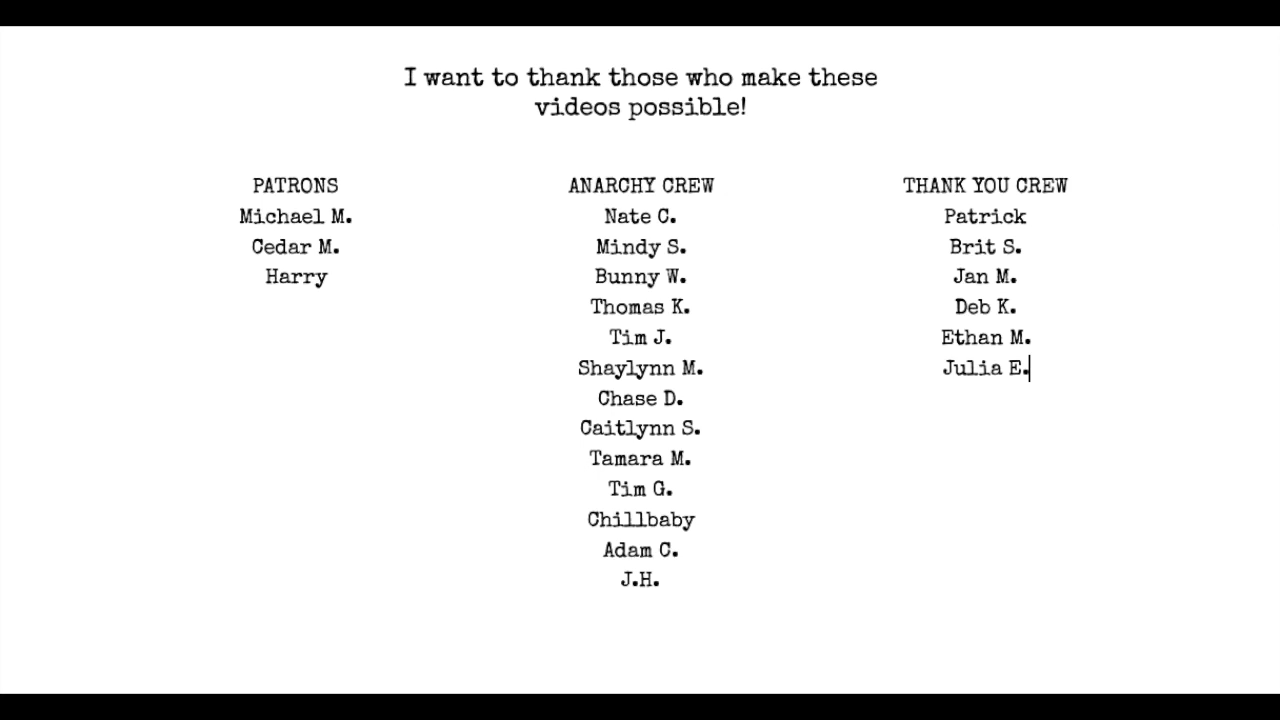 I want to thank those who make these
videos possible!
PATRONS
Michael M.
Cedar M.
Harry
ANARCHY CREW
Nate C.
Mindy S.
Bunny W.
Thomas K.
Tim J.
Shaylynn M.
Chase D.
Caitlynn S.
Tamara M.
Tim G.
Chillbaby
Adam C.
J.H.
THANK YOU CREW
Patrick
Brit S.
Jan M.
Deb K.
Ethan M.
Julia E.